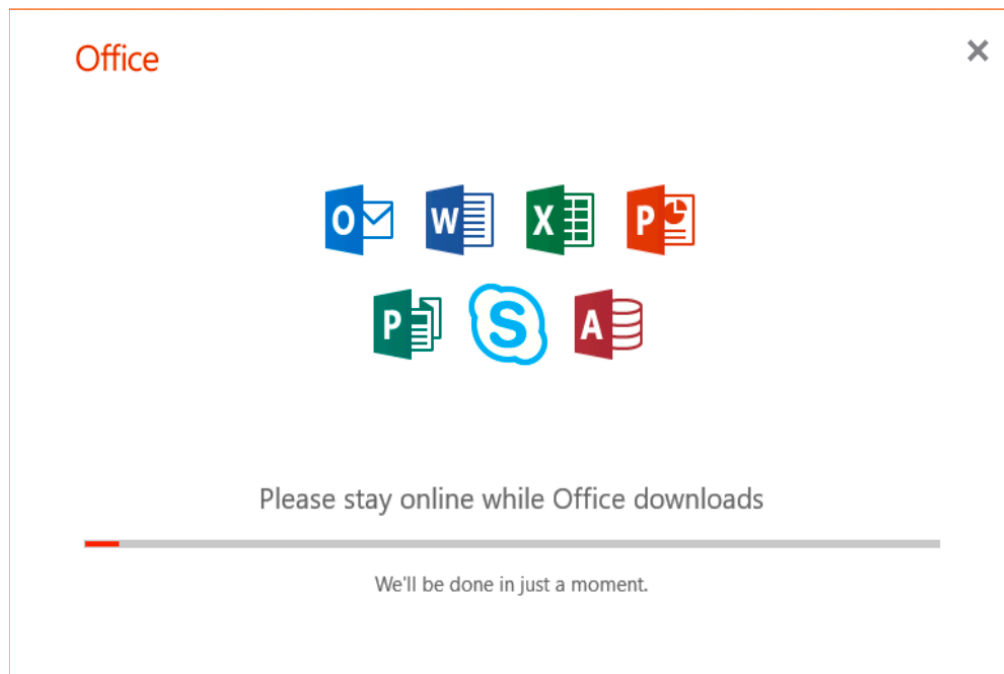 Office
O W X P
P S A
Please stay online while Office downloads
We'll be done in just a moment.